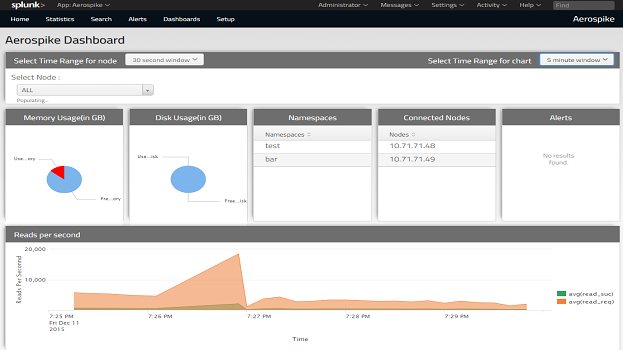 splunk> App: Aerospike Administrator Messages Settings Activity Help Find
Home Statistics Search Alerts Dashboards Setup Aerospike
Aerospike Dashboard
Select Time Range for node 30 second window Select Time Range for chart 5 minute window
Select Node :
ALL
Populating..
Memory Usage(in GB) Disk Usage(in GB) Namespaces Connected Nodes Alerts
Use...ory
Fre...ory
Use...isk
Free...isk
Namespaces
test
bar
Nodes
10.71.71.48
10.71.71.49
No results
found.
Reads per second
20,000
10,000
Reads Per Second
avg(read_suc)
avg(read_req)
7:25 PM 7:26 PM 7:27 PM 7:28 PM 7:29 PM
Fri Dec 11
2015
Time